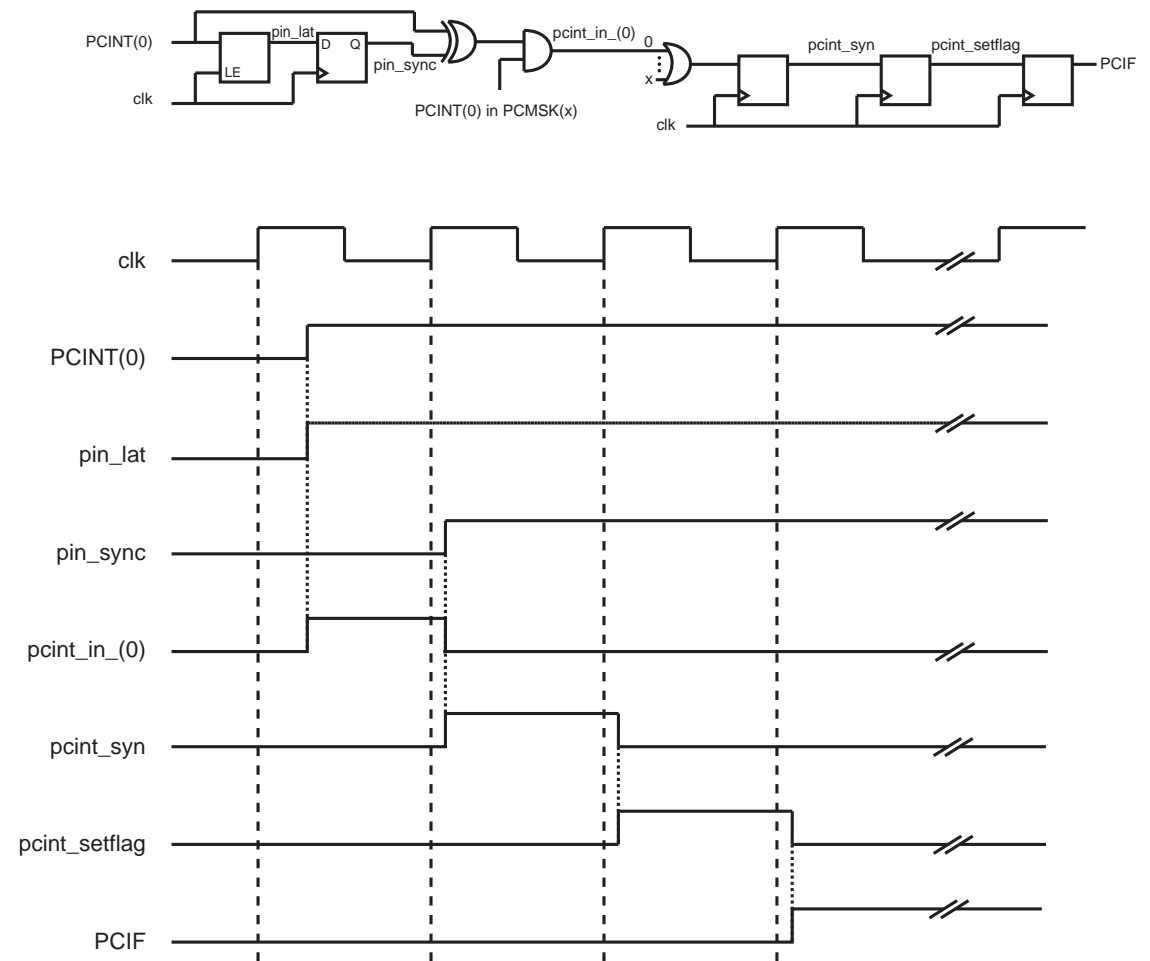 PCINT(0)
pin_lat
D Q
LE
clk
pin_sync
pcint_in_(0)
PCINT(0) in PCMSK(x)
0
x
pcint_syn
pcint_setflag
PCIF
clk
clk
PCINT(0)
pin_lat
pin_sync
pcint_in_(0)
pcint_syn
pcint_setflag
PCIF